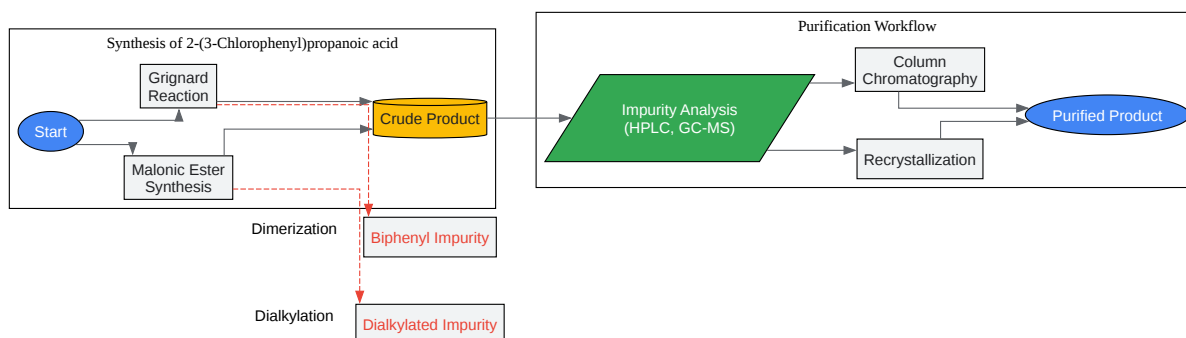 Synthesis of 2-(3-Chlorophenyl)propanoic acid
Start
Grignard
Reaction
Malonic Ester
Synthesis
Crude Product
Dimerization
Biphenyl Impurity
Dialkylation
Dialkylated Impurity
Purification Workflow
Impurity Analysis
(HPLC, GC-MS)
Column
Chromatography
Recrystallization
Purified Product